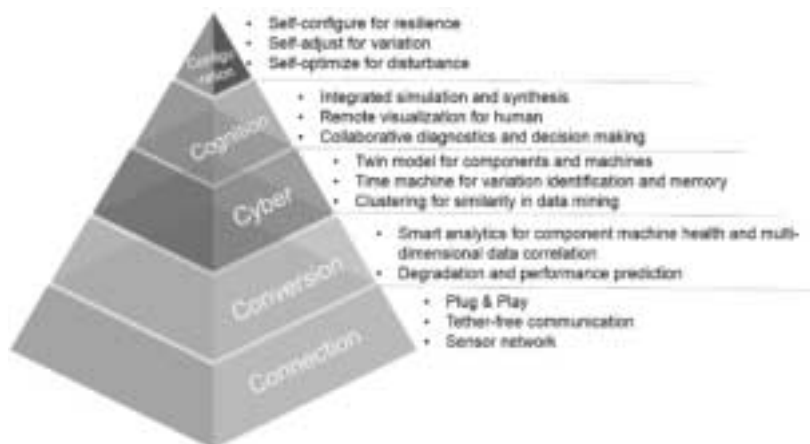 • Self-configure for resilience
• Self-adjust for variation
• Self-optimize for disturbance
Configu-
ration
• Integrated simulation and synthesis
• Remote visualization for human
• Collaborative diagnostics and decision making
Cognition
• Twin model for components and machines
• Time machine for variation identification and memory
• Clustering for similarity in data mining
Cyber
• Smart analytics for component machine health and multi-
dimensional data correlation
• Degradation and performance prediction
Conversion
• Plug & Play
• Tether-free communication
• Sensor network
Connection